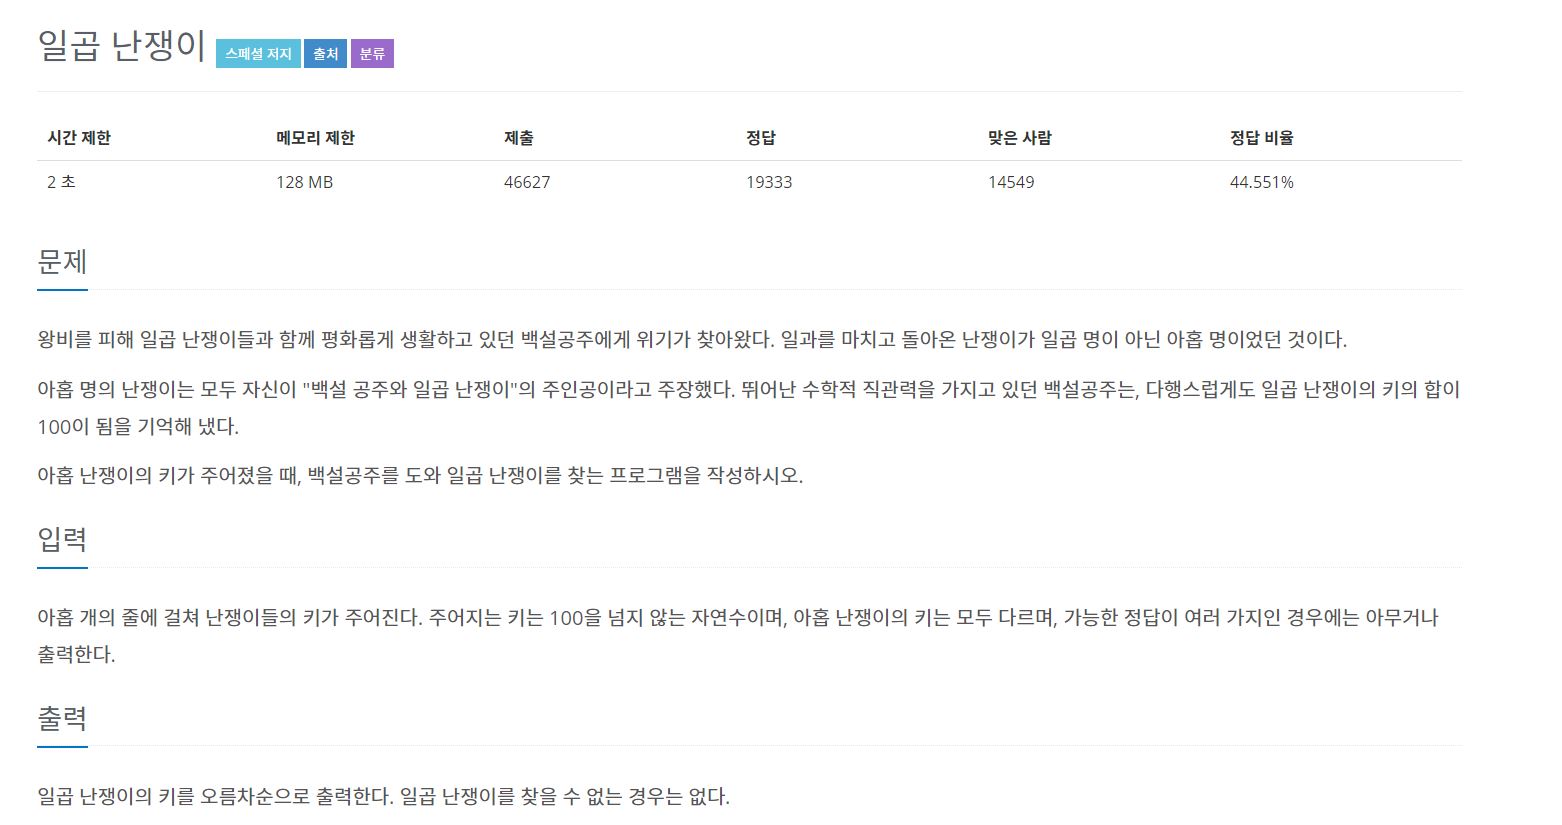 일곱 난쟁이 스페셜 저지 출처 분류
시간 제한 메모리 제한 제출 정답 맞은 사람 정답 비율
2 초 128 MB 46627 19333 14549 44.551%
문제
왕비를 피해 일곱 난쟁이들과 함께 평화롭게 생활하고 있던 백설공주에게 위기가 찾아왔다. 일과를 마치고 돌아온 난쟁이가 일곱 명이 아닌 아홉 명이었던 것이다.
아홉 명의 난쟁이는 모두 자신이 "백설 공주와 일곱 난쟁이"의 주인공이라고 주장했다. 뛰어난 수학적 직관력을 가지고 있던 백설공주는, 다행스럽게도 일곱 난쟁이의 키의 합이
100이 됨을 기억해 냈다.
아홉 난쟁이의 키가 주어졌을 때, 백설공주를 도와 일곱 난쟁이를 찾는 프로그램을 작성하시오.
입력
아홉 개의 줄에 걸쳐 난쟁이들의 키가 주어진다. 주어지는 키는 100을 넘지 않는 자연수이며, 아홉 난쟁이의 키는 모두 다르며, 가능한 정답이 여러 가지인 경우에는 아무거나
출력한다.
출력
일곱 난쟁이의 키를 오름차순으로 출력한다. 일곱 난쟁이를 찾을 수 없는 경우는 없다.